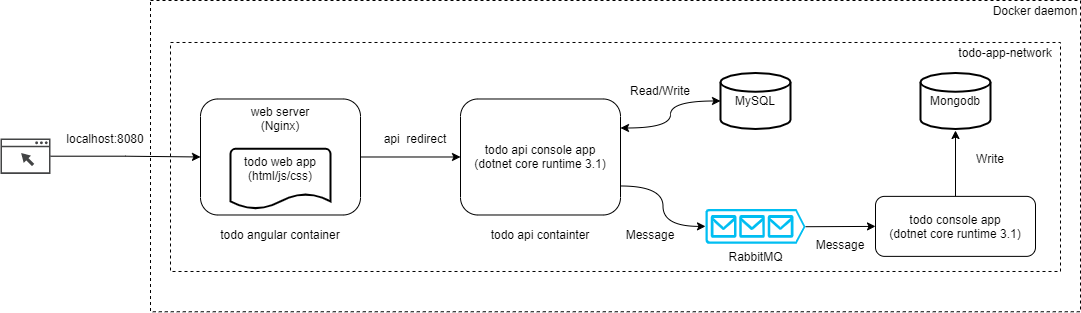 Docker daemon
todo-app-network
localhost:8080
web server
(Nginx)
todo web app
(html/js/css)
todo angular container
api redirect
todo api console app
(dotnet core runtime 3.1)
todo api containter
Read/Write
MySQL
Message
RabbitMQ
Message
Mongodb
Write
todo console app
(dotnet core runtime 3.1)